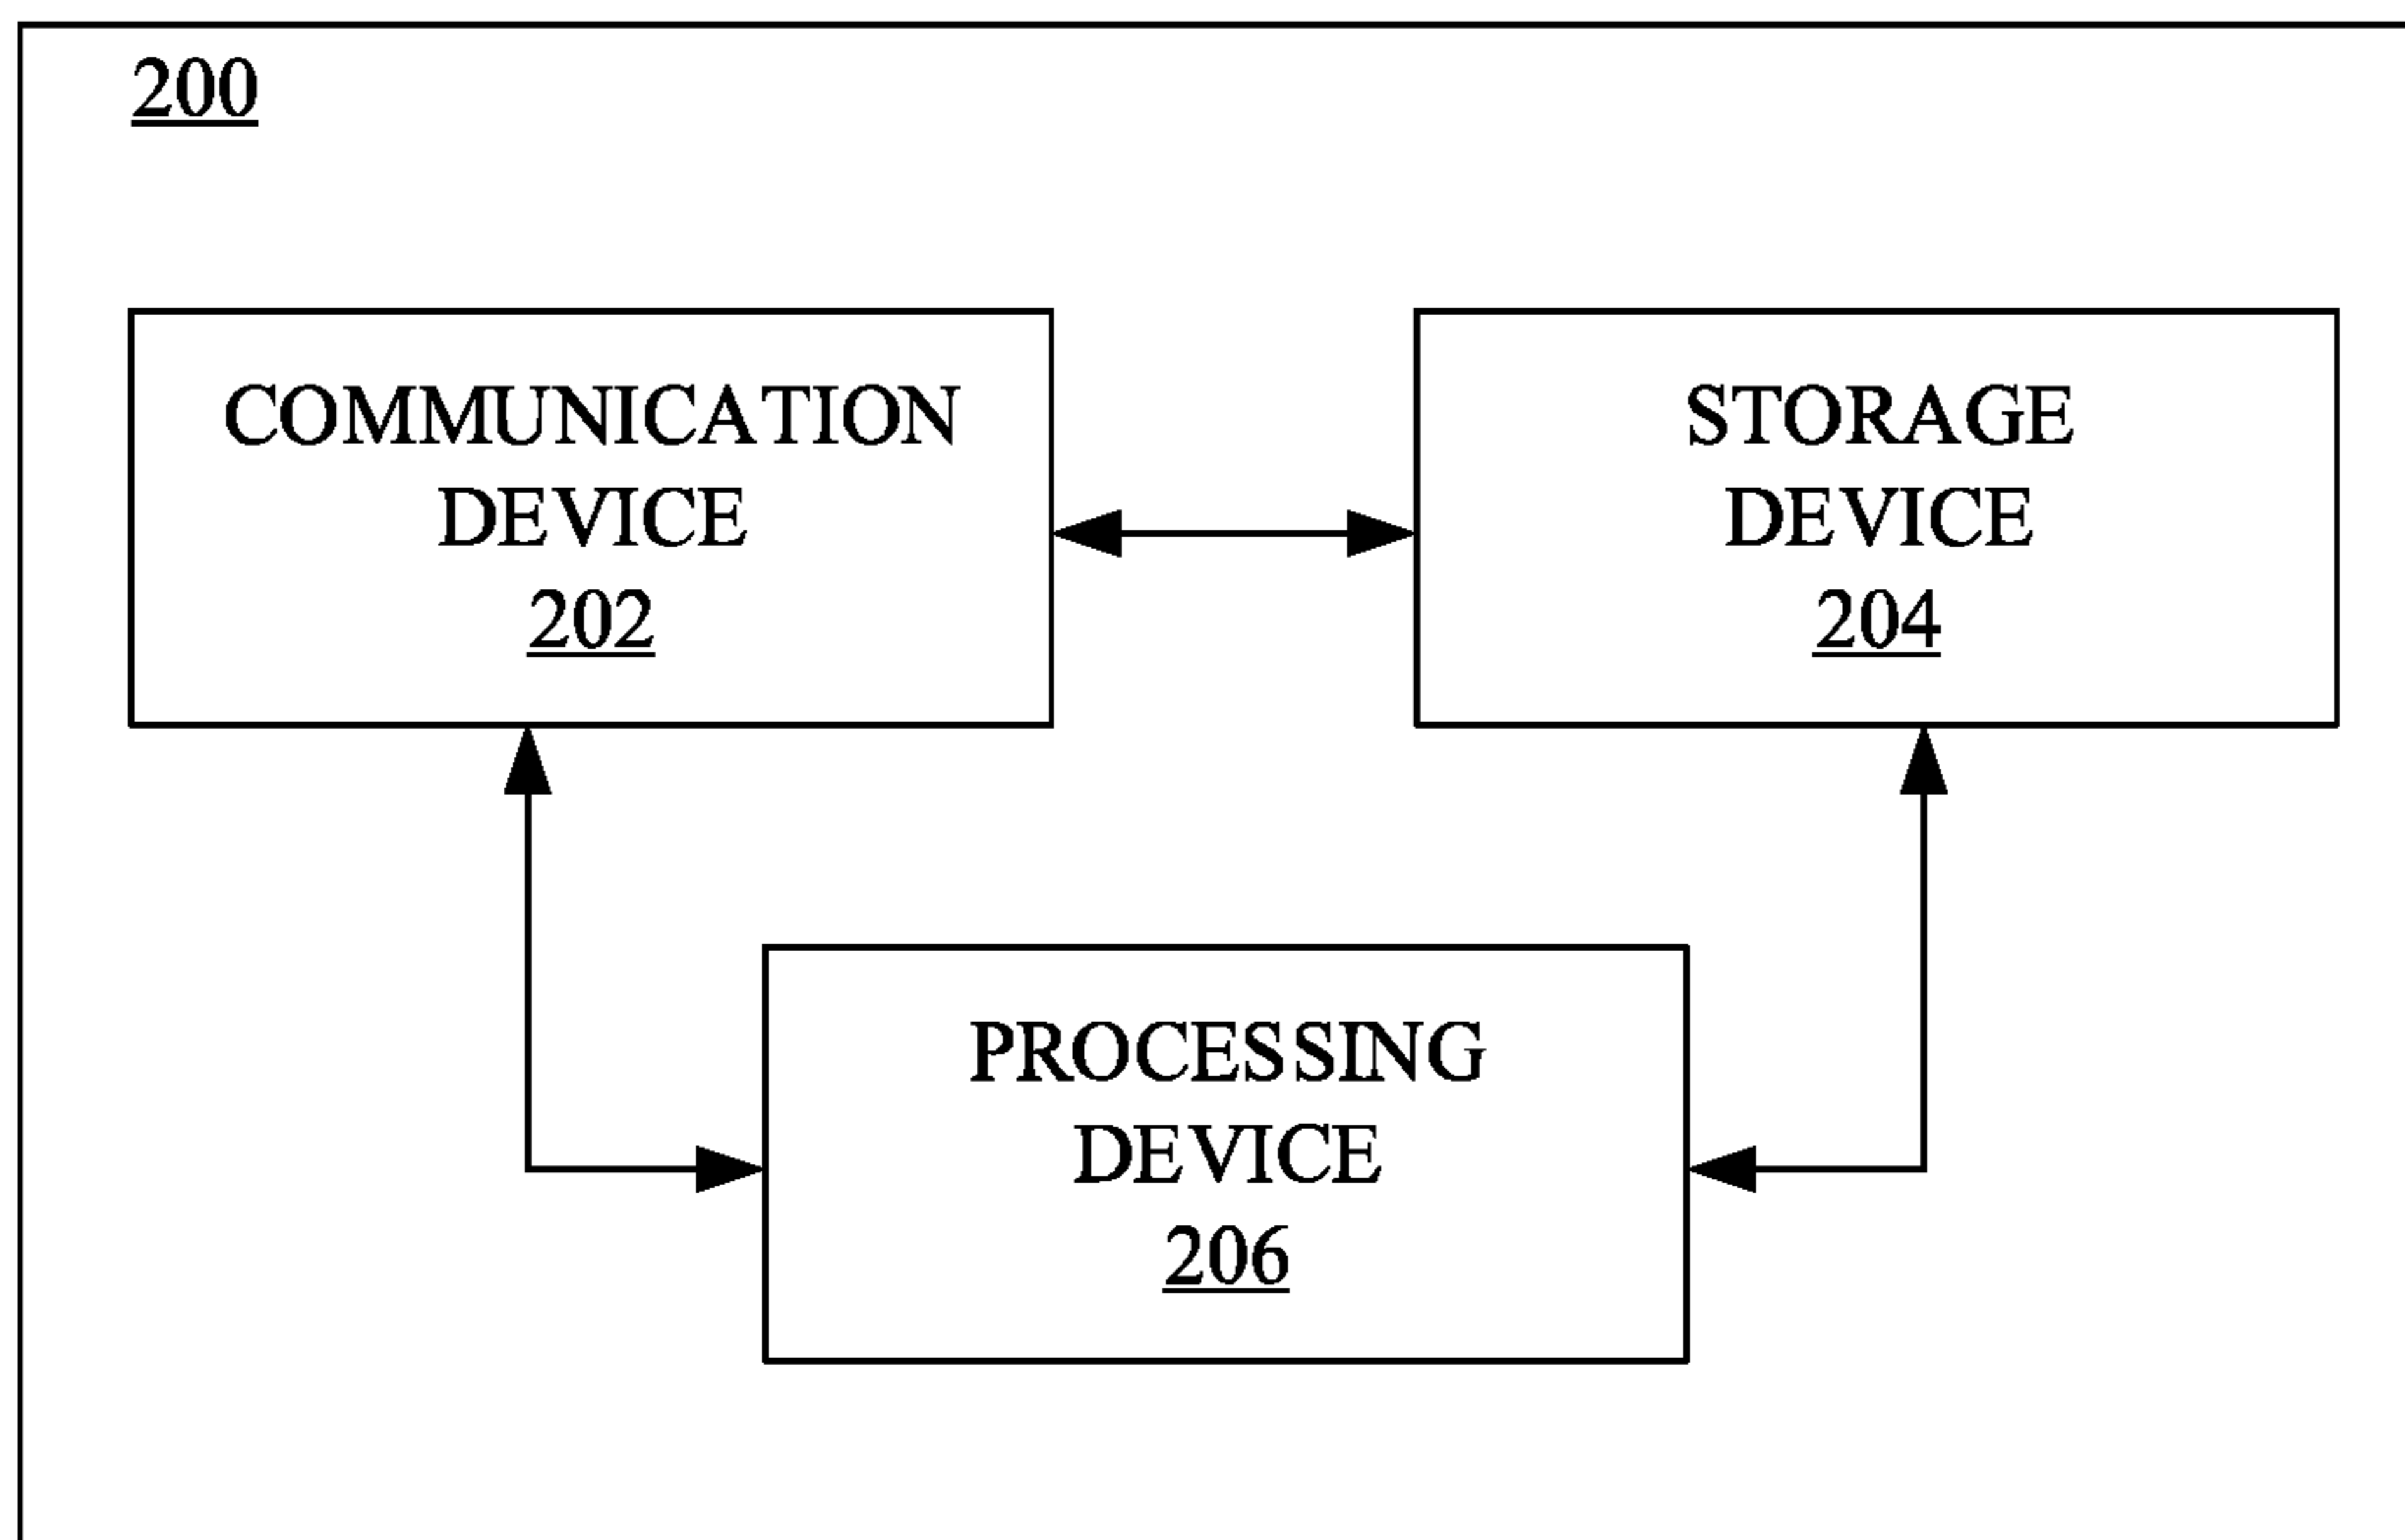 200
COMMUNICATION
DEVICE
202
STORAGE
DEVICE
204
PROCESSING
DEVICE
206